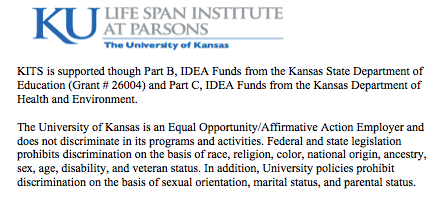 KU LIFE SPAN INSTITUTE
AT PARSONS
The University of Kansas
KITS is supported though Part B, IDEA Funds from the Kansas State Department of
Education (Grant # 26004) and Part C, IDEA Funds from the Kansas Department of
Health and Environment.
The University of Kansas is an Equal Opportunity/Affirmative Action Employer and
does not discriminate in its programs and activities. Federal and state legislation
prohibits discrimination on the basis of race, religion, color, national origin, ancestry,
sex, age, disability, and veteran status. In addition, University policies prohibit
discrimination on the basis of sexual orientation, marital status, and parental status.